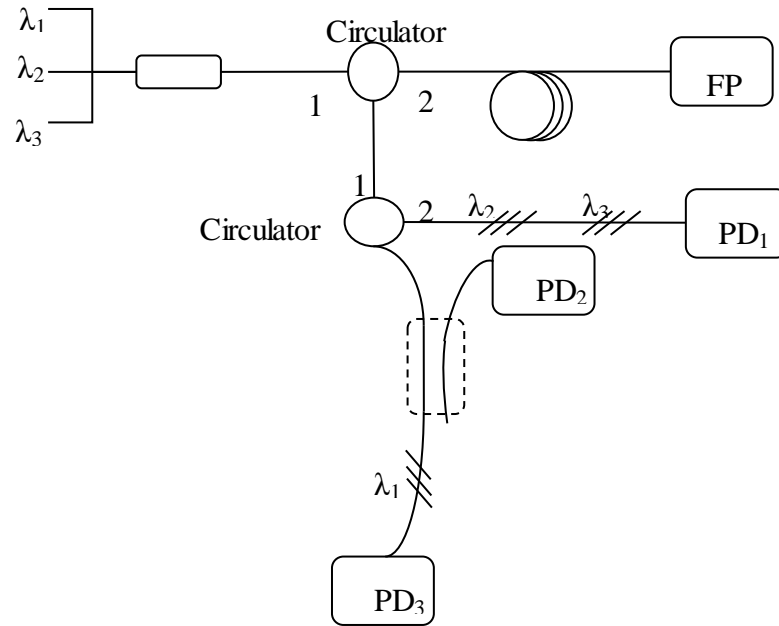 λ₁
Circulator
λ₂
FP
1
2
λ₃
1
Circulator
2
λ₂
λ₃
PD₁
PD₂
λ₁
PD₃